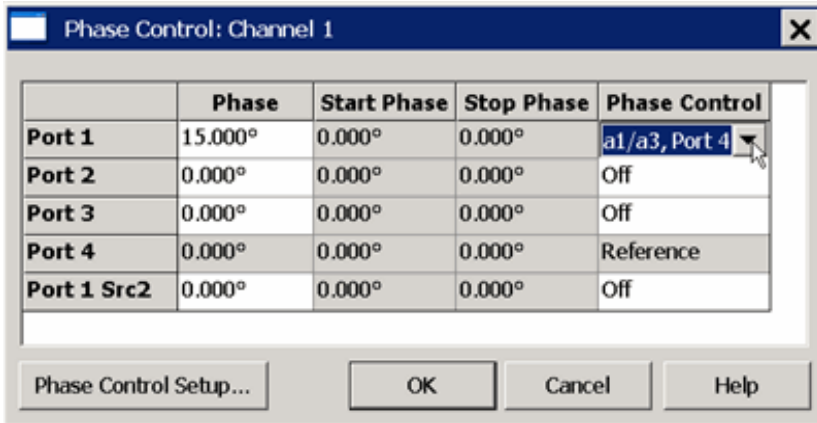 Phase Control: Channel 1
Phase Start Phase Stop Phase Phase Control
Port 1 15.000° 0.000° 0.000° a1/a3, Port 4
Port 2 0.000° 0.000° 0.000° Off
Port 3 0.000° 0.000° 0.000° Off
Port 4 0.000° 0.000° 0.000° Reference
Port 1 Src2 0.000° 0.000° 0.000° Off
Phase Control Setup... OK Cancel Help